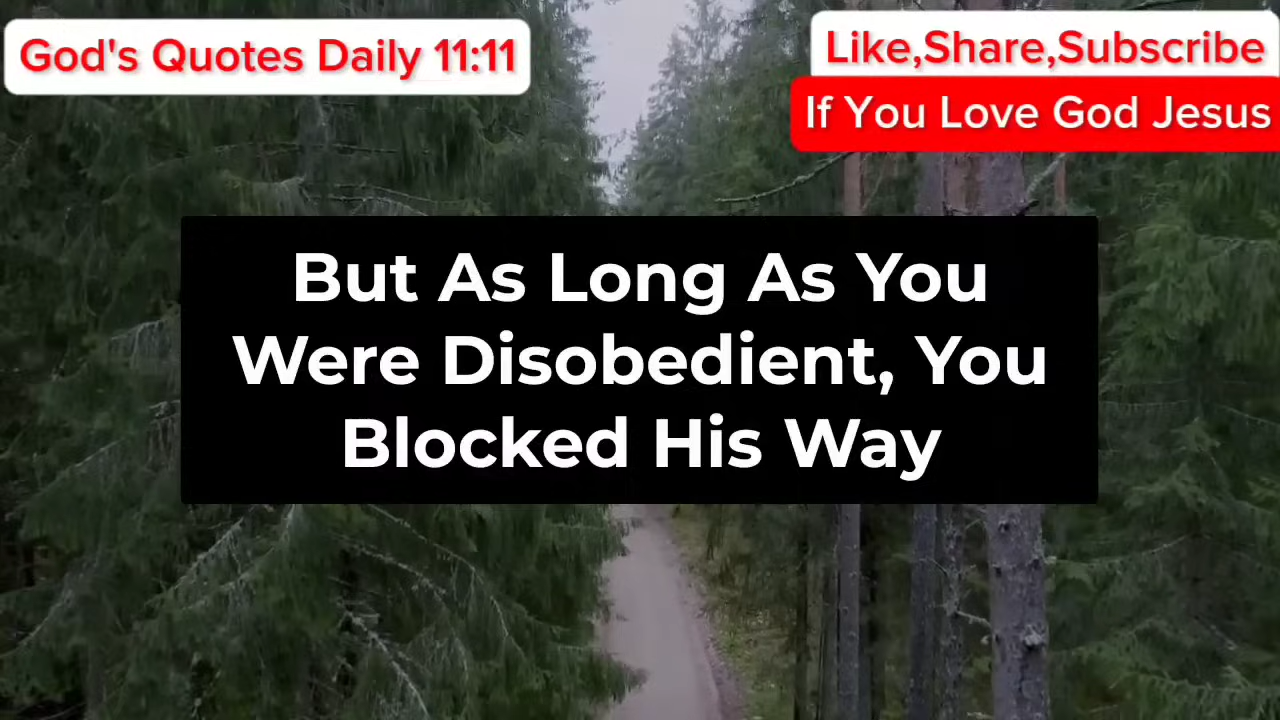 God's Quotes Daily 11:11
Like,Share,Subscribe
If You Love God Jesus
But As Long As You
Were Disobedient, You
Blocked His Way